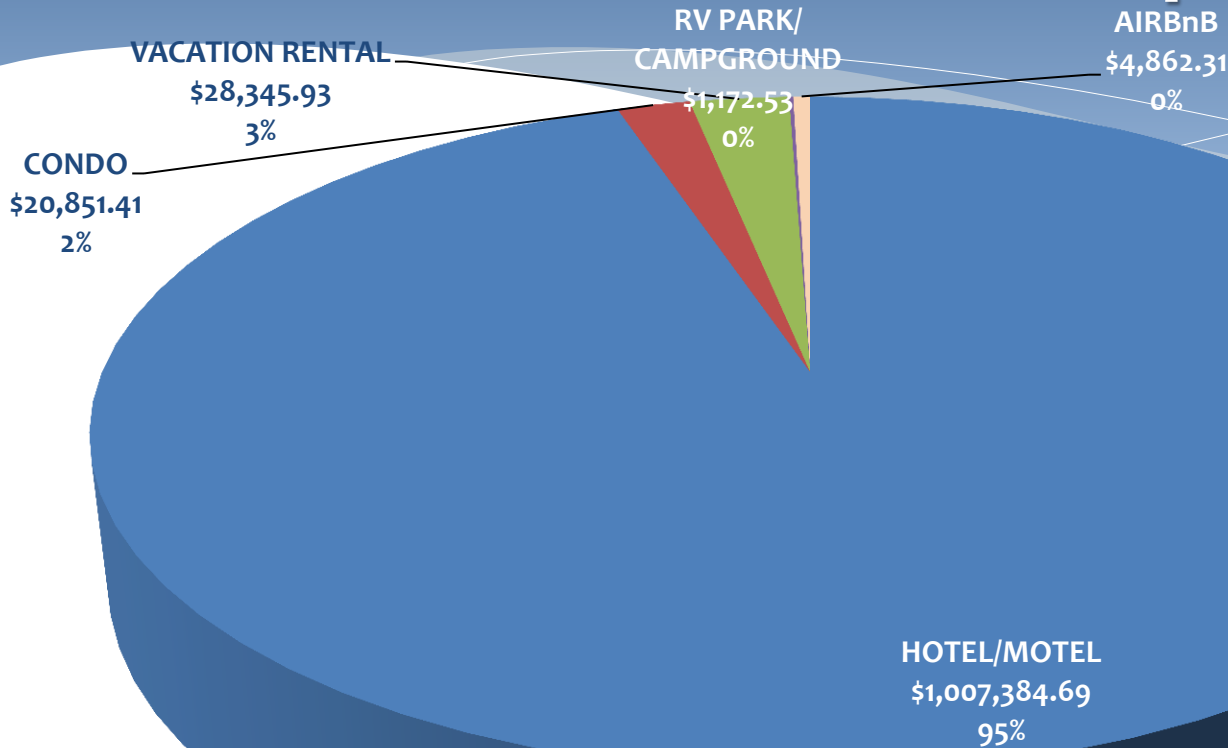 VACATION RENTAL
$28,345.93
3%
CONDO
$20,851.41
2%
RV PARK/
CAMPGROUND
$1,172.53
0%
AIRBnB
$4,862.31
0%
HOTEL/MOTEL
$1,007,384.69
95%